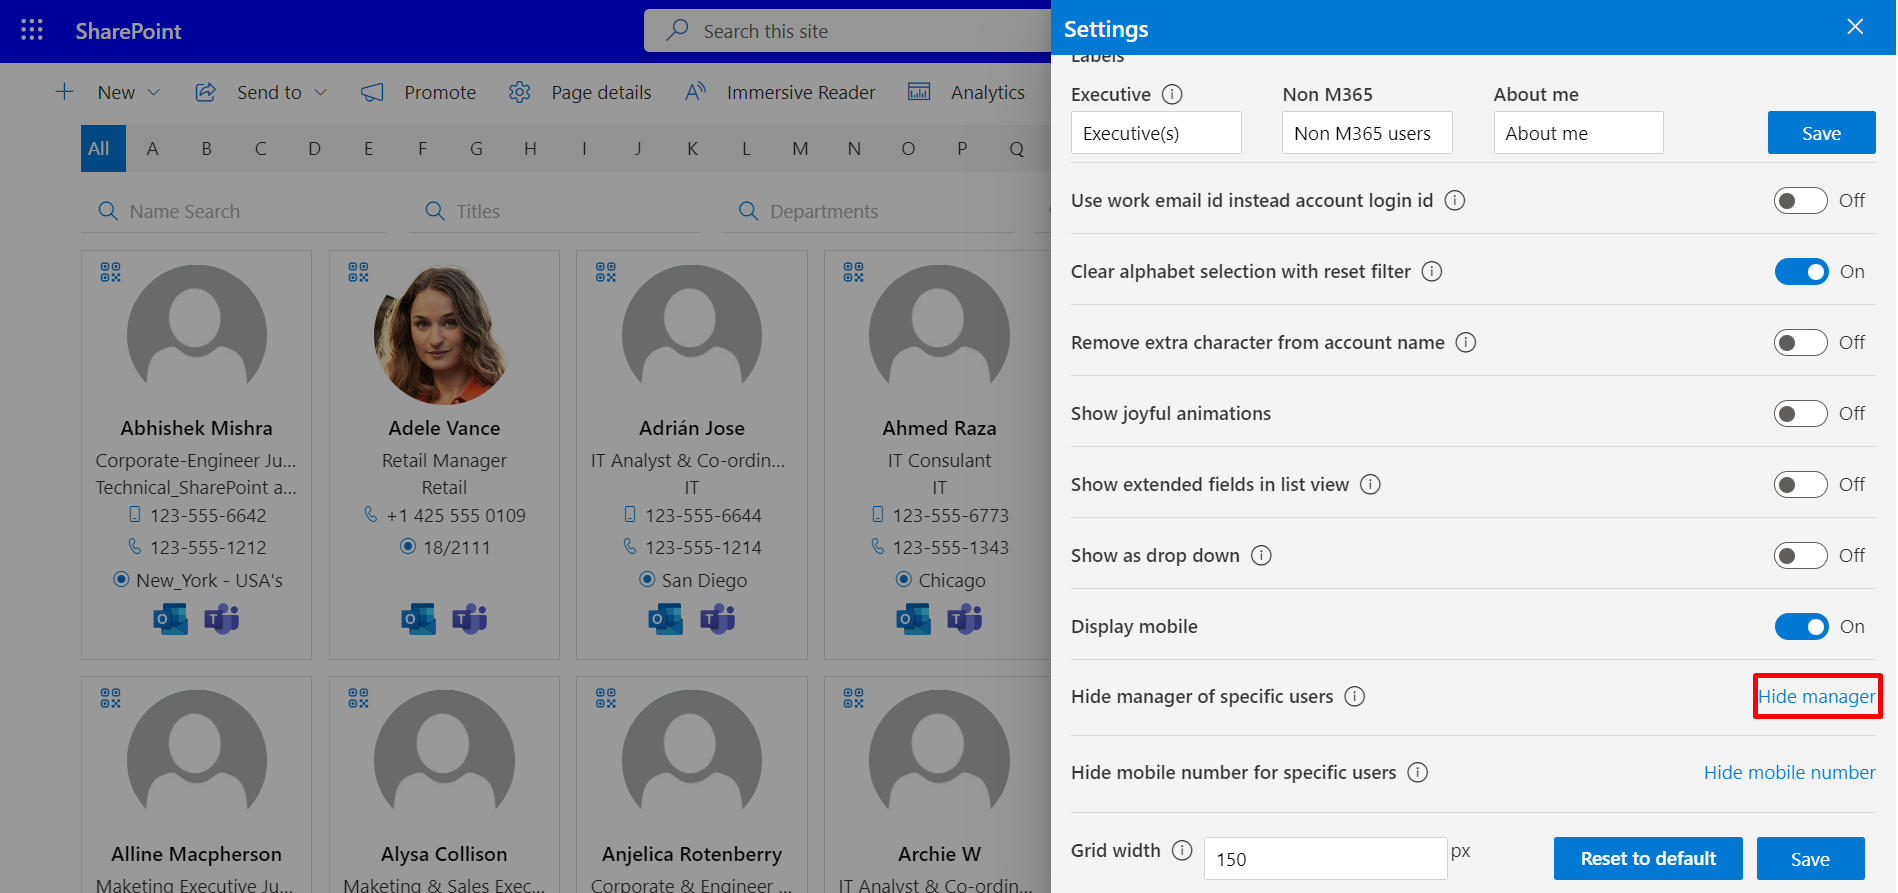 SharePoint
Search this site
New
Send to
Promote
Page details
Immersive Reader
Analytics
All A B C D E F G H I J K L M N O P Q
Name Search
Titles
Departments
Abhishek Mishra
Corporate-Engineer Ju...
Technical_SharePoint a...
123-555-6642
123-555-1212
New_York - USA's
Adele Vance
Retail Manager
Retail
+1 425 555 0109
18/2111
Adrián Jose
IT Analyst & Co-ordin...
IT
123-555-6644
123-555-1214
San Diego
Ahmed Raza
IT Consulant
IT
123-555-6773
123-555-1343
Chicago
Alline Macpherson
Maketing Executive Ju...
Alysa Collison
Maketing & Sales Exec...
Anjelica Rotenberry
Corporate & Engineer ...
Archie W
IT Analyst & Co-ordin...
Settings
Labels
Executive
Executive(s)
Non M365
Non M365 users
About me
About me
Save
Use work email id instead account login id
Off
Clear alphabet selection with reset filter
On
Remove extra character from account name
Off
Show joyful animations
Off
Show extended fields in list view
Off
Show as drop down
Off
Display mobile
On
Hide manager of specific users
Hide manager
Hide mobile number for specific users
Hide mobile number
Grid width
150
px
Reset to default
Save